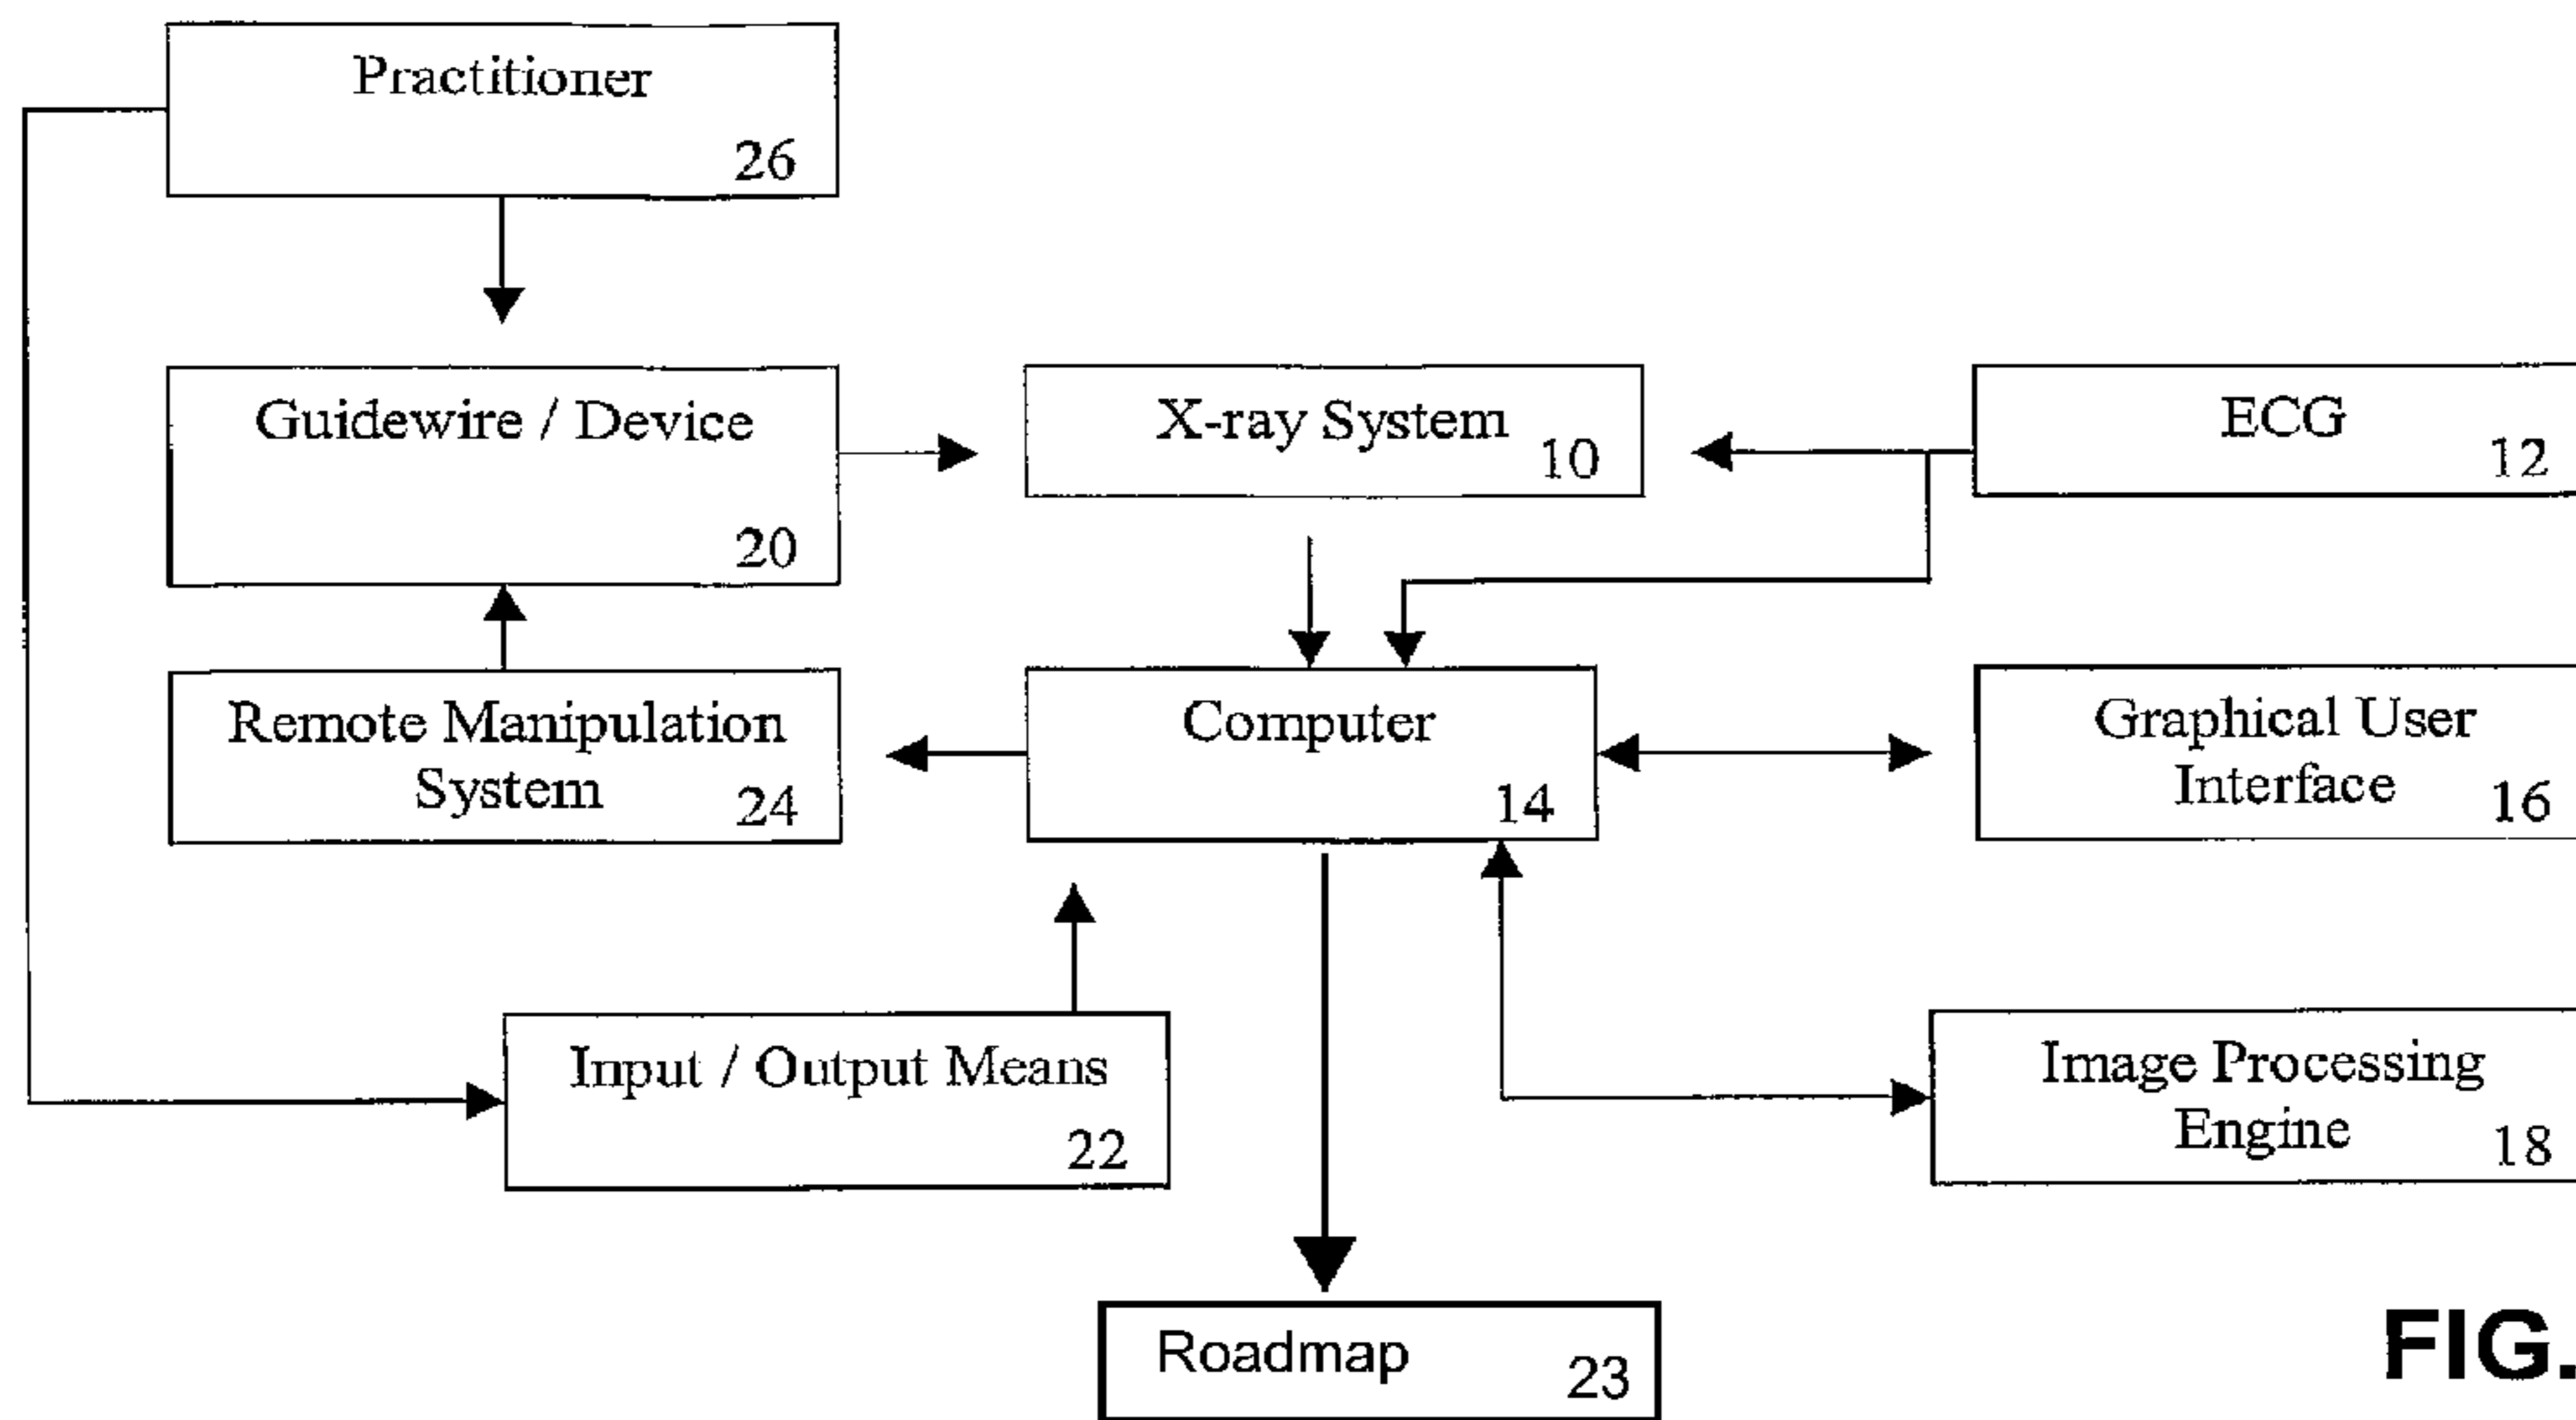 Practitioner
26
Guidewire / Device
20
X-ray System
10
ECG
12
Remote Manipulation
System
24
Computer
14
Graphical User
Interface
16
Input / Output Means
22
Image Processing
Engine
18
Roadmap
23
FIG.